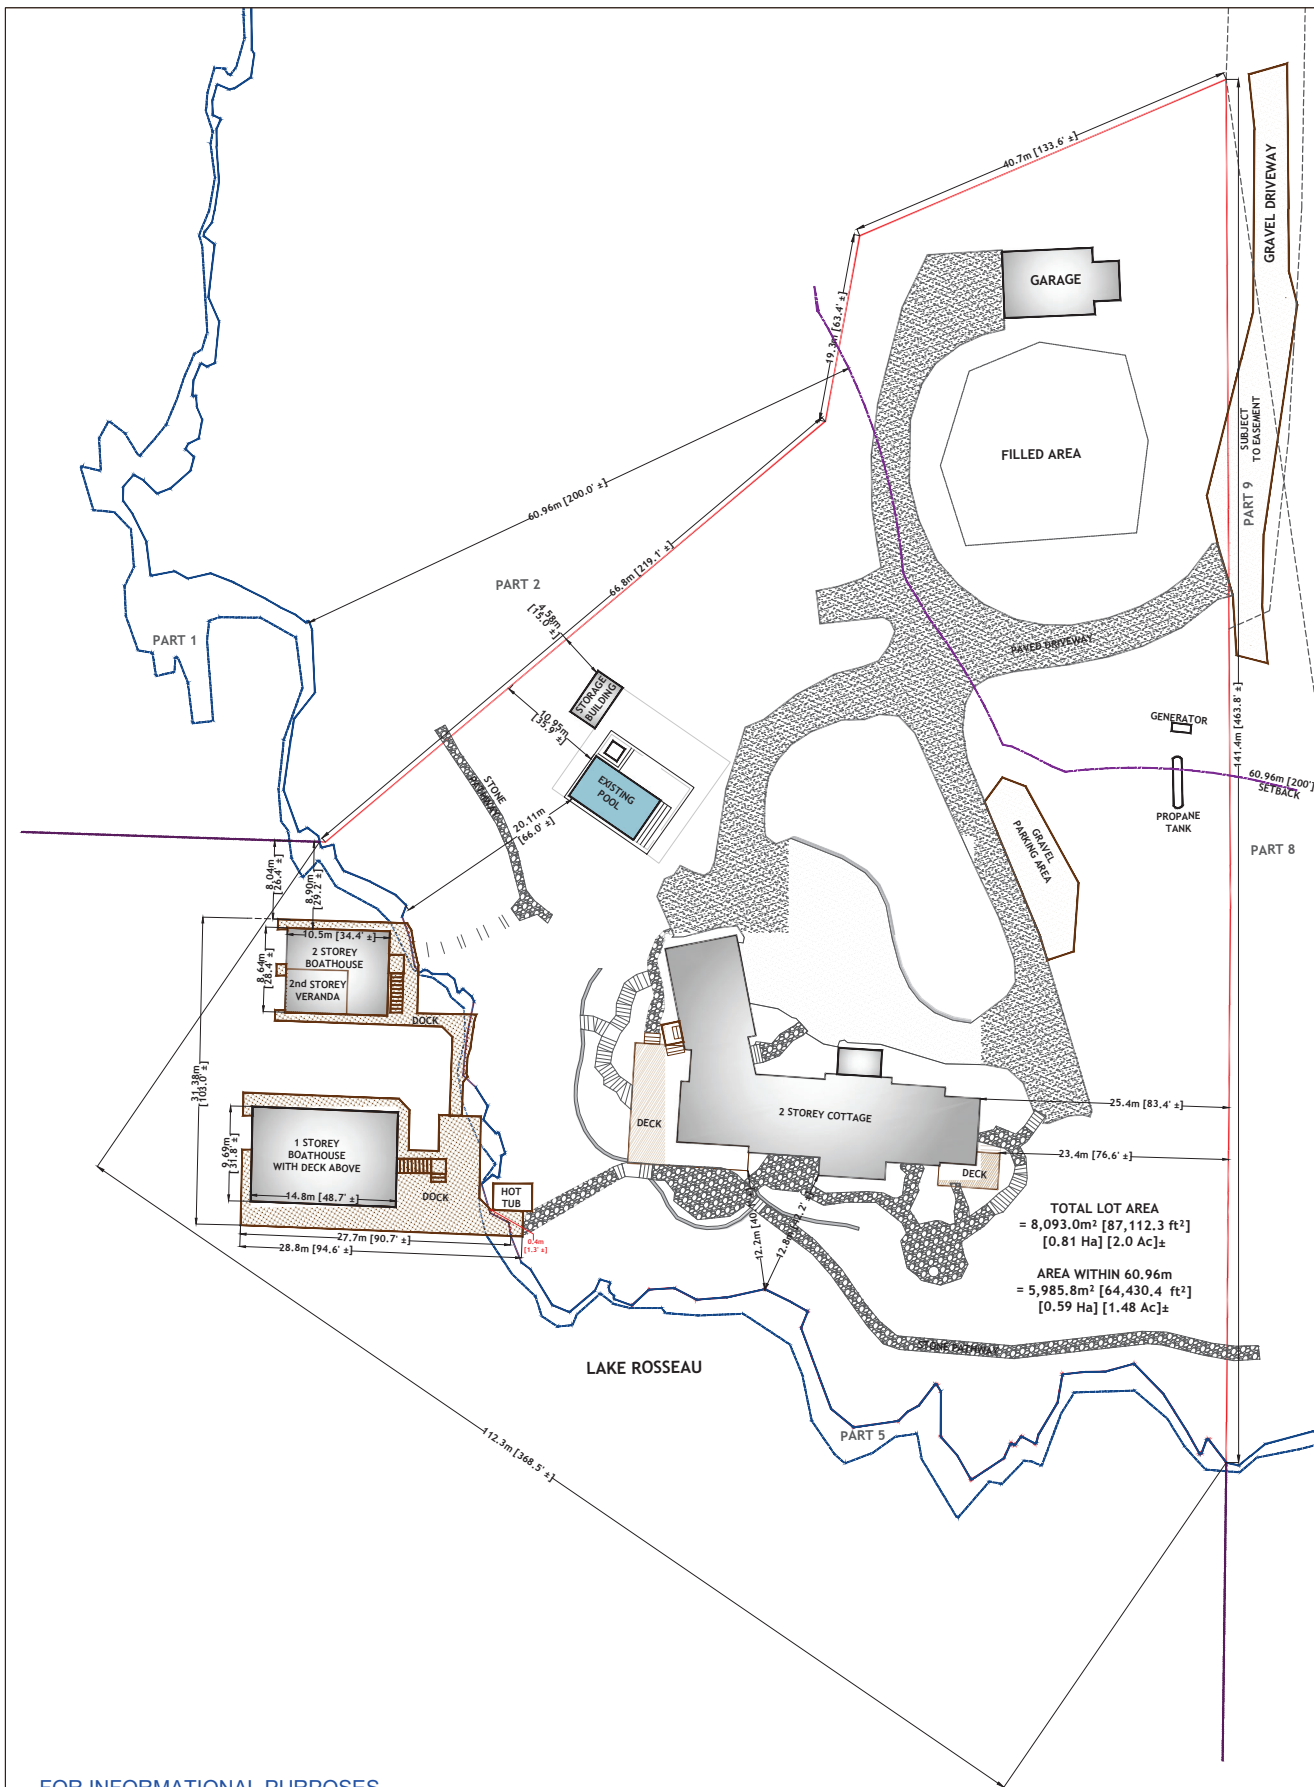 40.7m [133.6' ±]
GRAVEL DRIVEWAY
GARAGE
19.3m [63.4' ±]
SUBJECT
TO EASEMENT
FILLED AREA
PART 9
60.96m [200.0' ±]
66.8m [219.1' ±]
PART 2
4.58m
[15.0' ±]
PART 1
PAVED DRIVEWAY
STORAGE
BUILDING
10.95m
[35.9' ±]
GENERATOR
141.4m [463.8' ±]
60.96m [200']
SETBACK
STONE
EXISTING
POOL
PROPANE
TANK
20.11m
[66.0' ±]
GRAVEL
PARKING AREA
PART 8
8.04m
[26.4' ±]
8.90m
[29.2' ±]
10.5m [34.4' ±]
2 STOREY
BOATHOUSE
8.64m
[28.4' ±]
2nd STOREY
VERANDA
DOCK
31.38m
[103.0' ±]
2 STOREY COTTAGE
25.4m [83.4' ±]
DECK
9.69m
[31.8' ±]
1 STOREY
BOATHOUSE
WITH DECK ABOVE
23.4m [76.6' ±]
DECK
14.8m [48.7' ±]
DOCK
HOT
TUB
TOTAL LOT AREA
= 8,093.0m² [87,112.3 ft²]
[0.81 Ha] [2.0 Ac]±
27.7m [90.7' ±]
28.8m [94.6' ±]
0.4m
[1.3' ±]
12.2m
12.8m
AREA WITHIN 60.96m
= 5,985.8m² [64,430.4 ft²]
[0.59 Ha] [1.48 Ac]±
STONE PATHWAY
LAKE ROSSEAU
PART 5
112.3m [368.5' ±]
FOR INFORMATIONAL PURPOSES